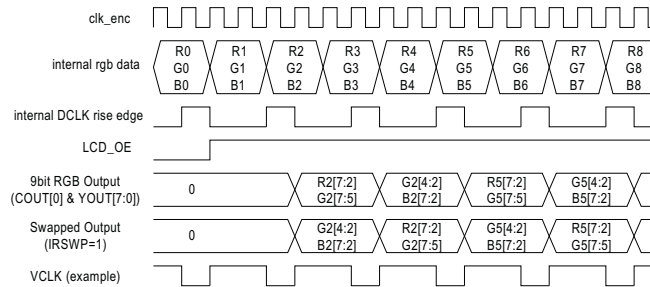 clk_enc
internal rgb data
R0 R1 R2 R3 R4 R5 R6 R7 R8
G0 G1 G2 G3 G4 G5 G6 G7 G8
B0 B1 B2 B3 B4 B5 B6 B7 B8
internal DCLK rise edge
LCD_OE
9bit RGB Output
(COUT[0] & YOUT[7:0])
0
R2[7:2] G2[4:2] R5[7:2] G5[4:2]
G2[7:5] B2[7:2] G5[7:5] B5[7:2]
Swapped Output
(IRSWP=1)
0
G2[4:2] R2[7:2] G5[4:2] R5[7:2]
B2[7:2] G2[7:5] B5[7:2] G5[7:5]
VCLK (example)